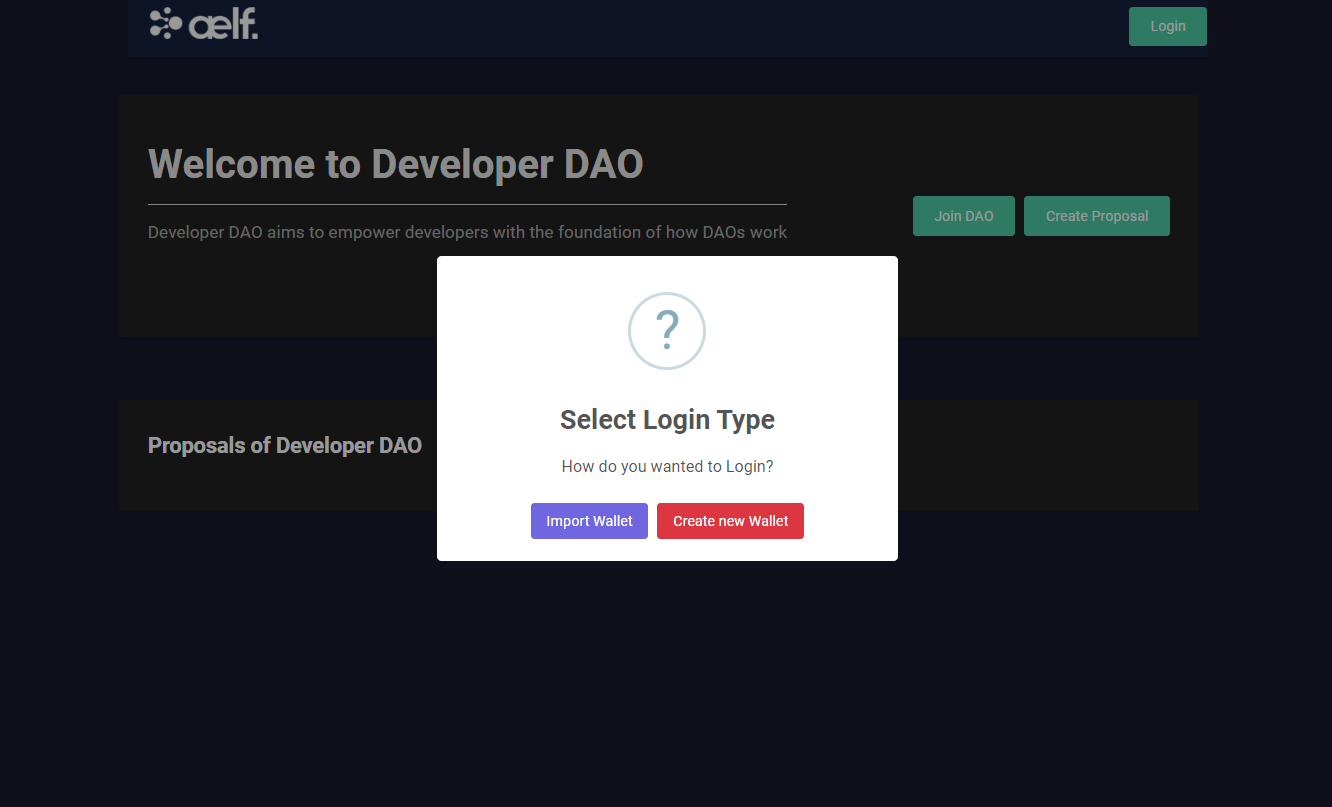 aelf.
Login
Welcome to Developer DAO
Developer DAO aims to empower developers with the foundation of how DAOs work
Join DAO
Create Proposal
?
Select Login Type
How do you wanted to Login?
Import Wallet
Create new Wallet
Proposals of Developer DAO